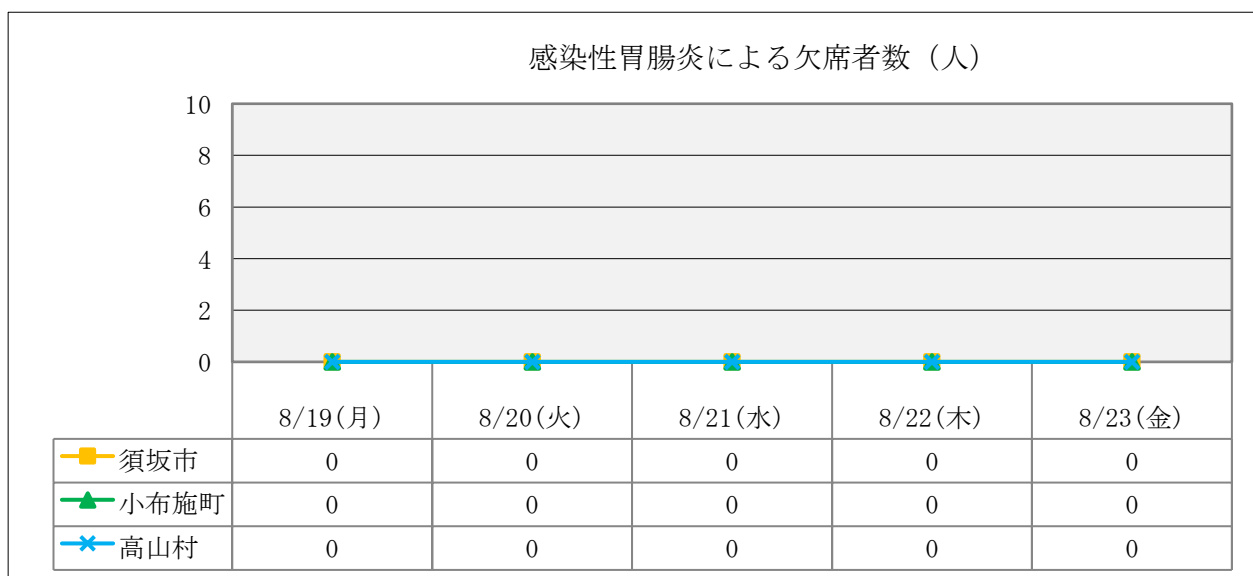 感染性胃腸炎による欠席者数（人）
10
8
6
4
2
0
8/19(月) 8/20(火) 8/21(水) 8/22(木) 8/23(金)
須坂市 0 0 0 0 0
小布施町 0 0 0 0 0
高山村 0 0 0 0 0